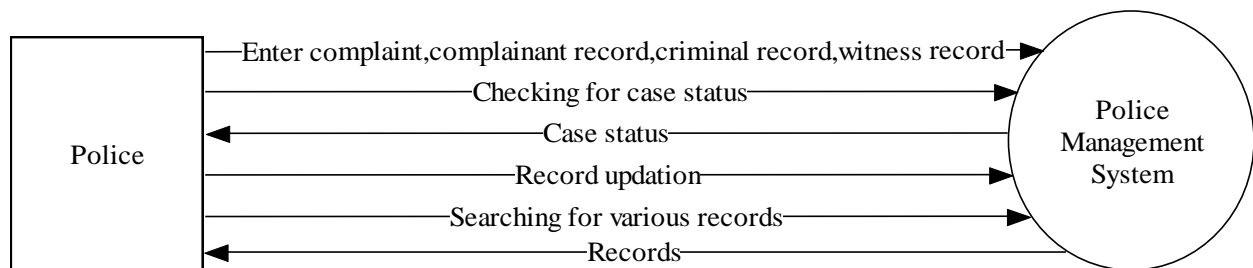 Enter complaint,complainant record,criminal record,witness record
Checking for case status
Case status
Record updation
Searching for various records
Records
Police
Police
Management
System